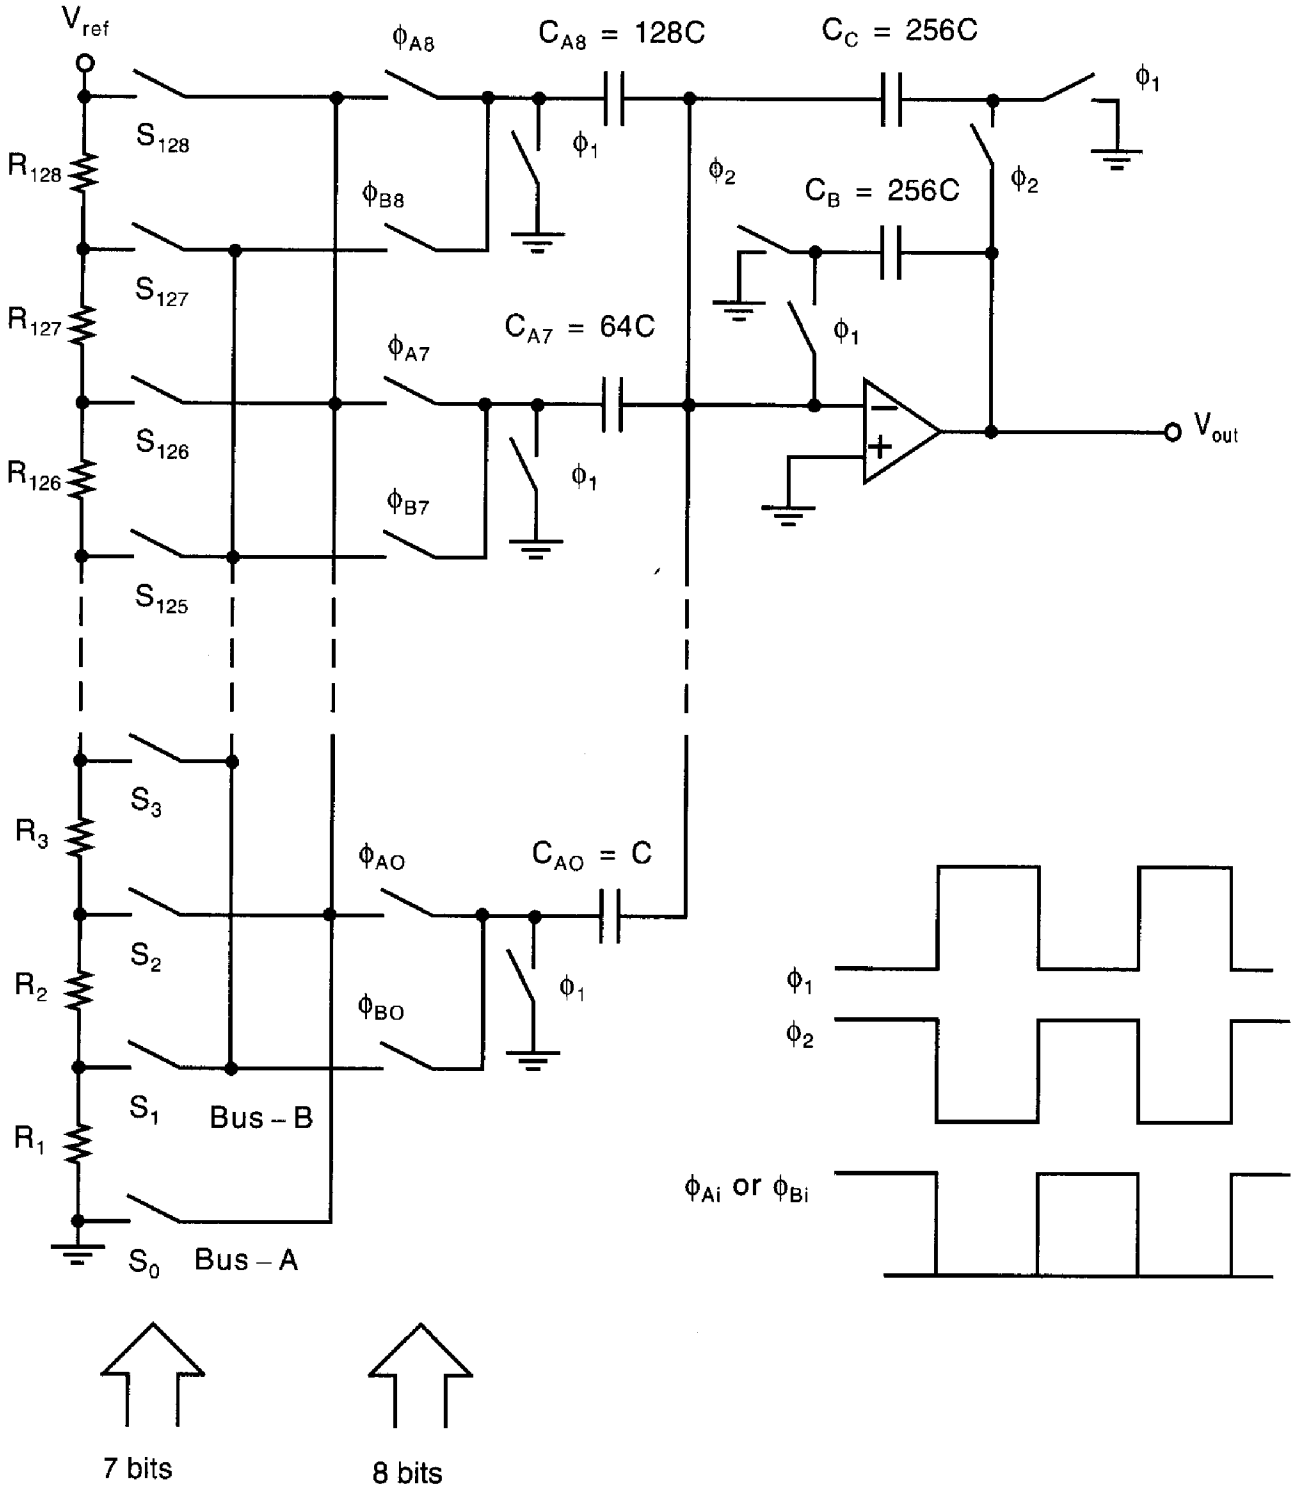 V_ref
ϕ_A8
C_A8 = 128C
C_C = 256C
ϕ_1
S_128
ϕ_1
R_128
ϕ_B8
ϕ_2
ϕ_2
C_B = 256C
S_127
R_127
C_A7 = 64C
ϕ_1
ϕ_A7
−
+
V_out
S_126
R_126
ϕ_B7
ϕ_1
S_125
S_3
R_3
ϕ_AO
C_AO = C
S_2
R_2
ϕ_BO
ϕ_1
ϕ_1
ϕ_2
S_1
Bus – B
R_1
ϕ_Ai or ϕ_Bi
S_0
Bus – A
7 bits
8 bits